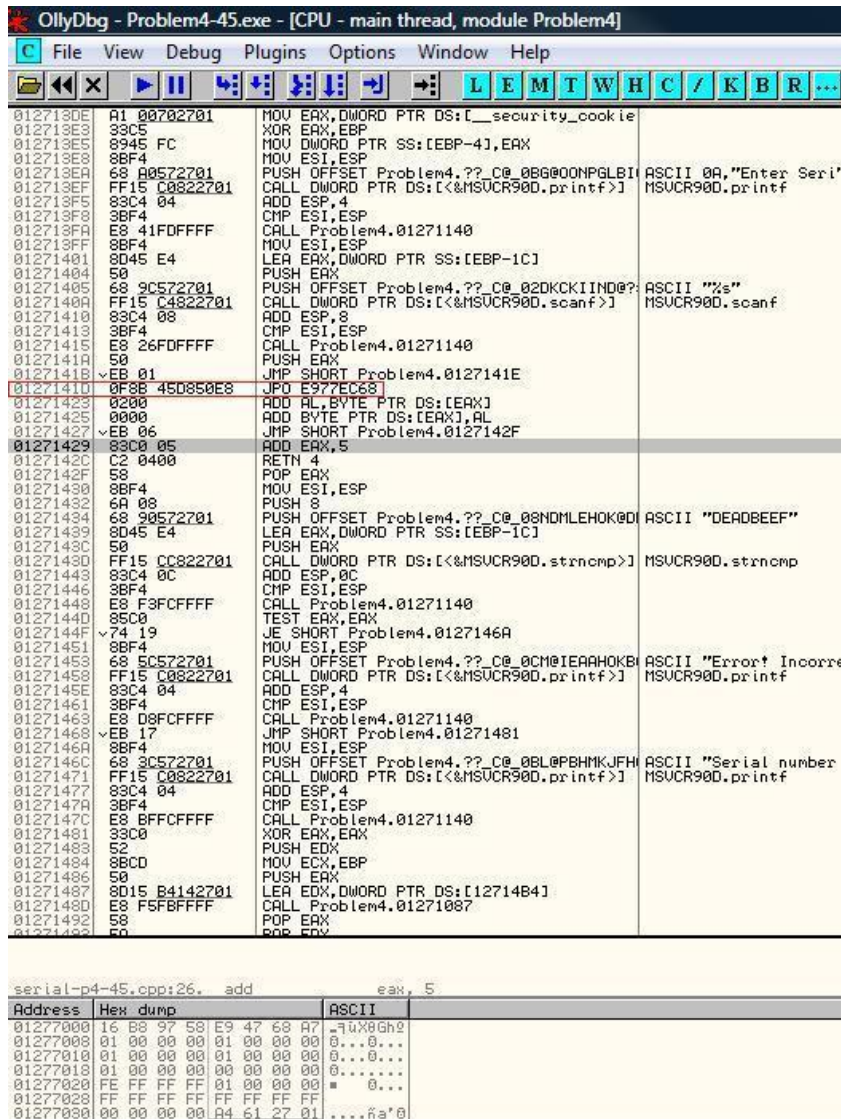 OllyDbg - Problem4-45.exe - [CPU - main thread, module Problem4]
C File View Debug Plugins Options Window Help
L E M T W H C / K B R ...
012713DE A1 00702701 MOV EAX,DWORD PTR DS:[__security_cookie
012713E3 33C5 XOR EAX,EBP
012713E5 8945 FC MOV DWORD PTR SS:[EBP-4],EAX
012713E8 8BF4 MOV ESI,ESP
012713EA 68 A0572701 PUSH OFFSET Problem4.??_C@_0BG@OONPGLBI ASCII 0A,"Enter Seri"
012713EF FF15 C0822701 CALL DWORD PTR DS:[<&MSVCR90D.printf>] MSVCR90D.printf
012713F5 83C4 04 ADD ESP,4
012713F8 3BF4 CMP ESI,ESP
012713FA E8 41FDFFFF CALL Problem4.01271140
012713FF 8BF4 MOV ESI,ESP
01271401 8D45 E4 LEA EAX,DWORD PTR SS:[EBP-1C]
01271404 50 PUSH EAX
01271405 68 9C572701 PUSH OFFSET Problem4.??_C@_02DKCKIIND@?: ASCII "%s"
0127140A FF15 C4822701 CALL DWORD PTR DS:[<&MSVCR90D.scanf>] MSVCR90D.scanf
01271410 83C4 08 ADD ESP,8
01271413 3BF4 CMP ESI,ESP
01271415 E8 26FDFFFF CALL Problem4.01271140
0127141A 50 PUSH EAX
0127141B EB 01 JMP SHORT Problem4.0127141E
0127141D 0F8B 45D850E8 JPO E977EC68
01271423 0200 ADD AL,BYTE PTR DS:[EAX]
01271425 0000 ADD BYTE PTR DS:[EAX],AL
01271427 EB 06 JMP SHORT Problem4.0127142F
01271429 83C0 05 ADD EAX,5
0127142C C2 0400 RETN 4
0127142F 58 POP EAX
01271430 8BF4 MOV ESI,ESP
01271432 6A 08 PUSH 8
01271434 68 90572701 PUSH OFFSET Problem4.??_C@_08NDMLEHOK@D ASCII "DEADBEEF"
01271439 8D45 E4 LEA EAX,DWORD PTR SS:[EBP-1C]
0127143C 50 PUSH EAX
0127143D FF15 CC822701 CALL DWORD PTR DS:[<&MSVCR90D.strncmp>] MSVCR90D.strncmp
01271443 83C4 0C ADD ESP,0C
01271446 3BF4 CMP ESI,ESP
01271448 E8 F3FCFFFF CALL Problem4.01271140
0127144D 85C0 TEST EAX,EAX
0127144F 74 19 JE SHORT Problem4.0127146A
01271451 8BF4 MOV ESI,ESP
01271453 68 5C572701 PUSH OFFSET Problem4.??_C@_0CM@IEAAHOKB ASCII "Error! Incorre
01271458 FF15 C0822701 CALL DWORD PTR DS:[<&MSVCR90D.printf>] MSVCR90D.printf
0127145E 83C4 04 ADD ESP,4
01271461 3BF4 CMP ESI,ESP
01271463 E8 D8FCFFFF CALL Problem4.01271140
01271468 EB 17 JMP SHORT Problem4.01271481
0127146A 8BF4 MOV ESI,ESP
0127146C 68 3C572701 PUSH OFFSET Problem4.??_C@_0BL@PBHMKJFH ASCII "Serial number
01271471 FF15 C0822701 CALL DWORD PTR DS:[<&MSVCR90D.printf>] MSVCR90D.printf
01271477 83C4 04 ADD ESP,4
0127147A 3BF4 CMP ESI,ESP
0127147C E8 BFFCFFFF CALL Problem4.01271140
01271481 33C0 XOR EAX,EAX
01271483 52 PUSH EDX
01271484 8BCD MOV ECX,EBP
01271486 50 PUSH EAX
01271487 8D15 B4142701 LEA EDX,DWORD PTR DS:[12714B4]
0127148D E8 F5FBFFFF CALL Problem4.01271087
01271492 58 POP EAX
serial-p4-45.cpp:26. add eax, 5
Address Hex dump ASCII
01277000 16 B8 97 58 E9 47 68 A7
01277008 01 00 00 00 01 00 00 00
01277010 01 00 00 00 01 00 00 00
01277018 01 00 00 00 00 00 00 00
01277020 FE FF FF FF 01 00 00 00
01277028 FF FF FF FF FF FF FF FF
01277030 00 00 00 00 A4 61 27 01